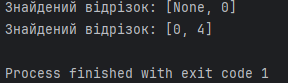 Знайдений відрізок: [None, 0]
Знайдений відрізок: [0, 4]
Process finished with exit code 1